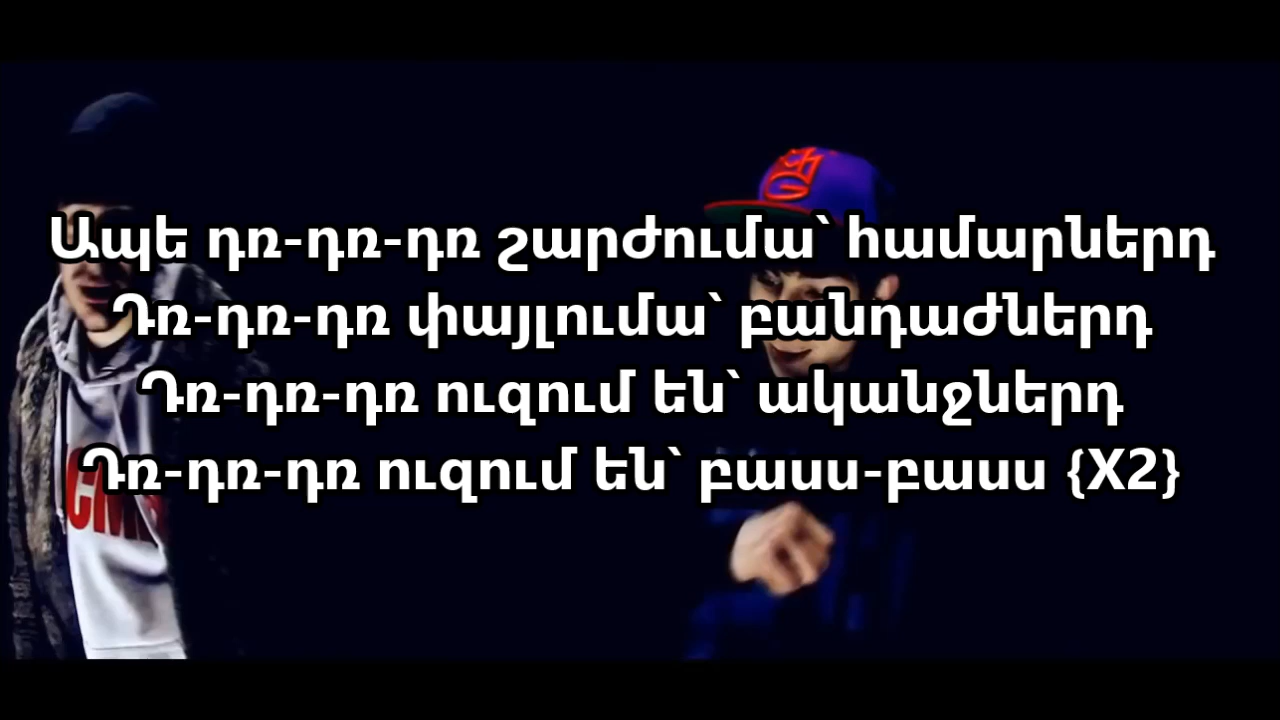 Ապե դռ-դռ-դռ շարժումա՝ համարներդ
Դռ-դռ-դռ փայլումա՝ բանդաժներդ
Դռ-դռ-դռ ուզում են՝ ականջներդ
Դռ-դռ-դռ ուզում են՝ բասս-բասս {X2}